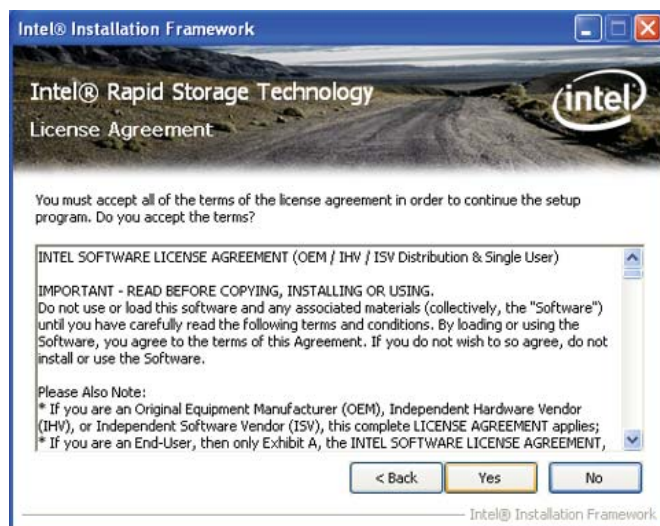 Intel® Installation Framework
Intel® Rapid Storage Technology
License Agreement
intel
You must accept all of the terms of the license agreement in order to continue the setup
program. Do you accept the terms?
INTEL SOFTWARE LICENSE AGREEMENT (OEM / IHV / ISV Distribution & Single User)
IMPORTANT - READ BEFORE COPYING, INSTALLING OR USING.
Do not use or load this software and any associated materials (collectively, the "Software")
until you have carefully read the following terms and conditions. By loading or using the
Software, you agree to the terms of this Agreement. If you do not wish to so agree, do not
install or use the Software.
Please Also Note:
* If you are an Original Equipment Manufacturer (OEM), Independent Hardware Vendor
(IHV), or Independent Software Vendor (ISV), this complete LICENSE AGREEMENT applies;
* If you are an End-User, then only Exhibit A, the INTEL SOFTWARE LICENSE AGREEMENT,
< Back Yes No
Intel® Installation Framework